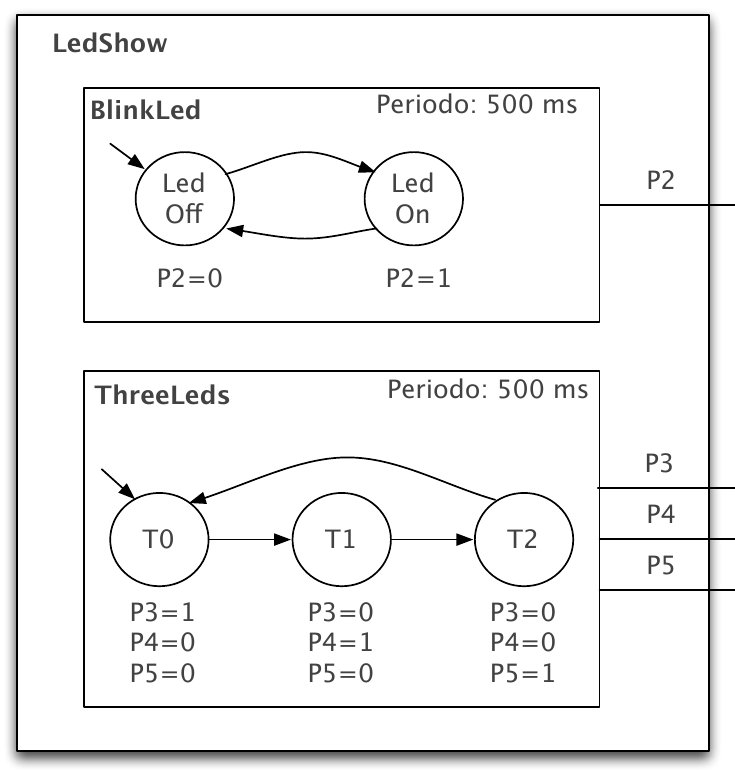 LedShow
BlinkLed
Periodo: 500 ms
Led
Off
Led
On
P2=0
P2=1
P2
ThreeLeds
Periodo: 500 ms
P3
P4
P5
T0
T1
T2
P3=1
P4=0
P5=0
P3=0
P4=1
P5=0
P3=0
P4=0
P5=1